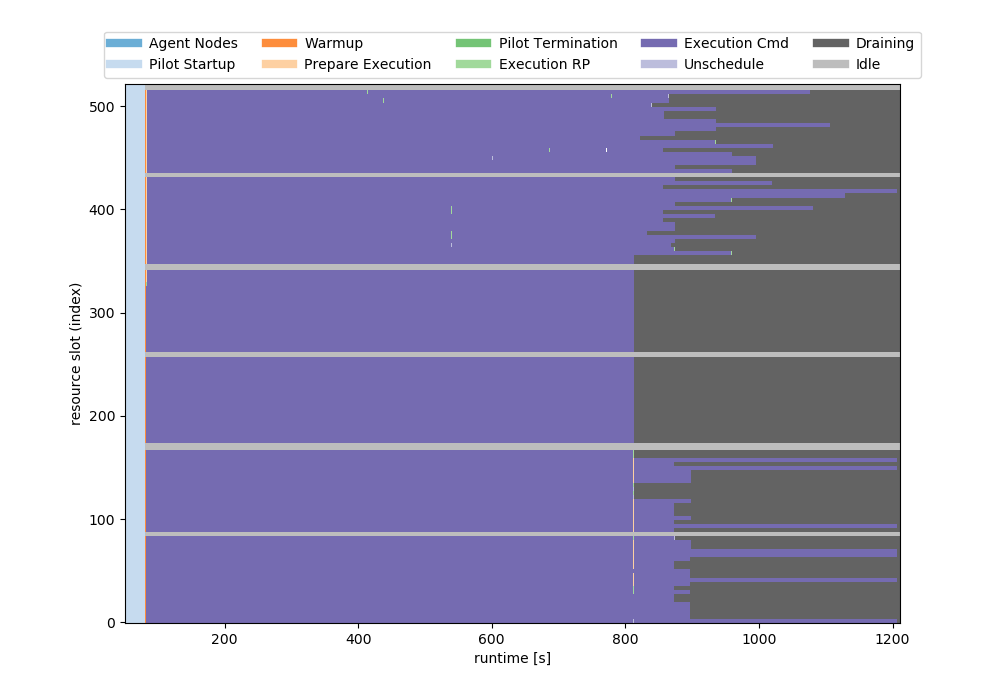 Agent Nodes Warmup Pilot Termination Execution Cmd Draining
Pilot Startup Prepare Execution Execution RP Unschedule Idle
500
400
300
200
100
0
resource slot (index)
200 400 600 800 1000 1200
runtime [s]